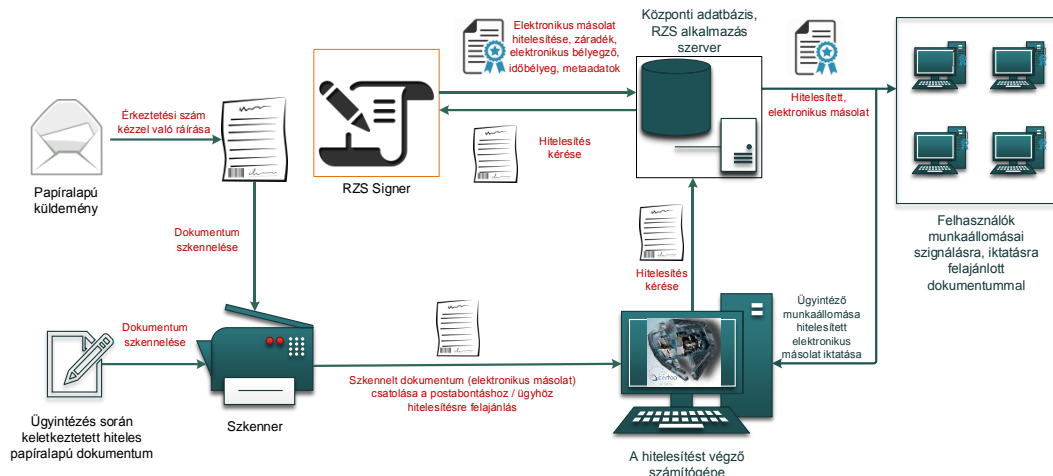 Elektronikus másolat
hitelesítése, záradék,
elektronikus bélyegző,
időbélyeg, metaadatok
Központi adatbázis,
RZS alkalmazás
szerver
Érkeztetési szám
kézzel való ráírása
Hitelesített,
elektronikus másolat
Hitelesítés
kérése
Papíralapú
küldemény
RZS Signer
Dokumentum
szkennelése
Hitelesítés
kérése
Felhasználók
munkaállomásai
szignálásra, iktatásra
felajánlott
dokumentummal
Dokumentum
szkennelése
Ügyintéző
munkaállomása
hitelesített
elektronikus
másolat iktatása
Szkennelt dokumentum (elektronikus másolat)
csatolása a postabontáshoz / ügyhöz
hitelesítésre felajánlás
Ügyintézés során
keletkeztetett hiteles
papíralapú dokumentum
Szkenner
A hitelesítést végző
számítógépe